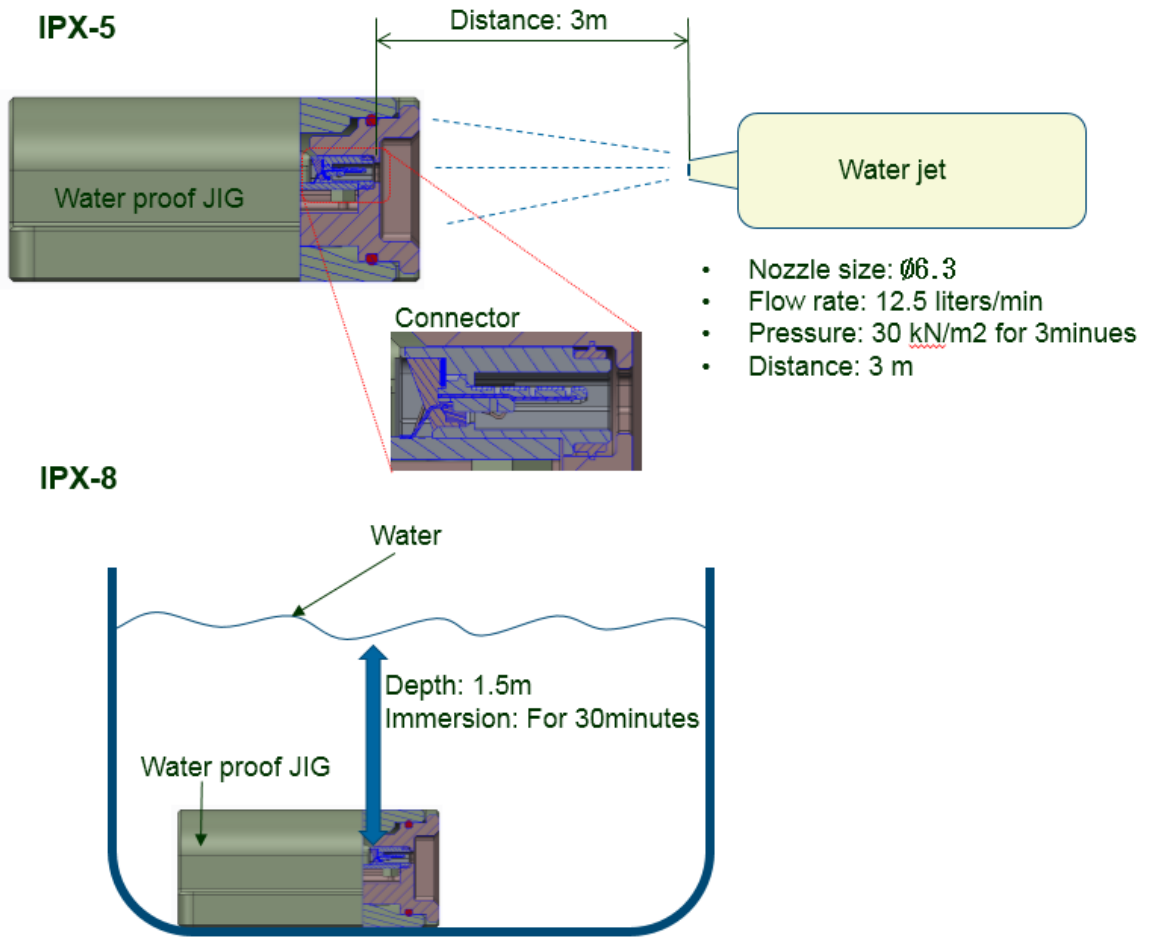 IPX-5
Distance: 3m
Water proof JIG
Water jet
• Nozzle size: Ø6.3
• Flow rate: 12.5 liters/min
• Pressure: 30 kN/m2 for 3minues
• Distance: 3 m
Connector
IPX-8
Water
Depth: 1.5m
Immersion: For 30minutes
Water proof JIG